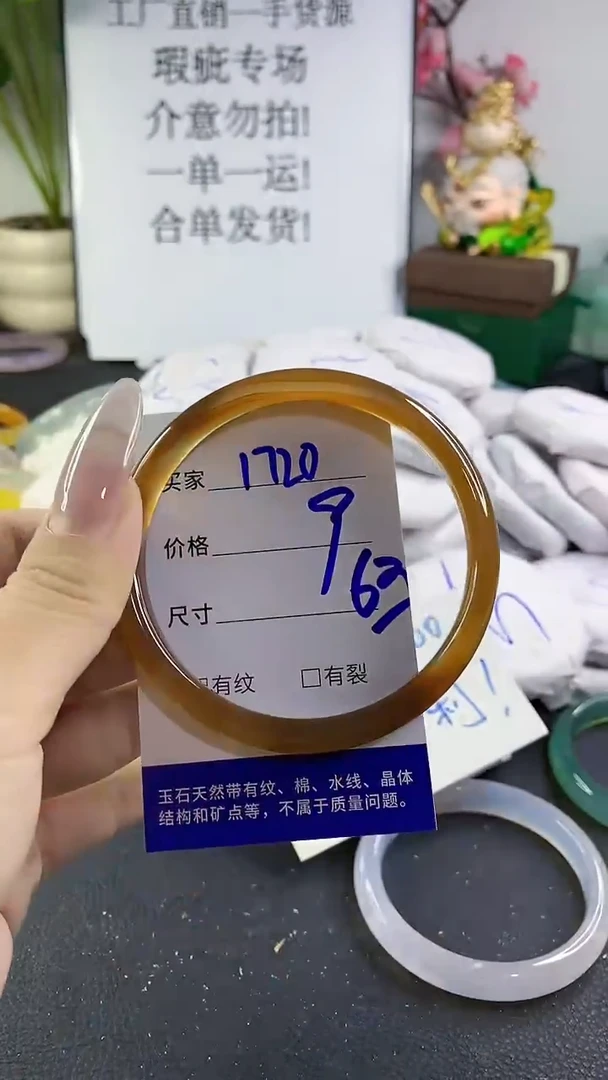 工厂直销一手货源
瑕疵专场
介意勿拍!
一单一运!
合单发货!
买家 1720
价格 9
尺寸 62
有纹 □有裂
玉石天然带有纹、棉、水线、晶体
结构和矿点等，不属于质量问题。
00
利!